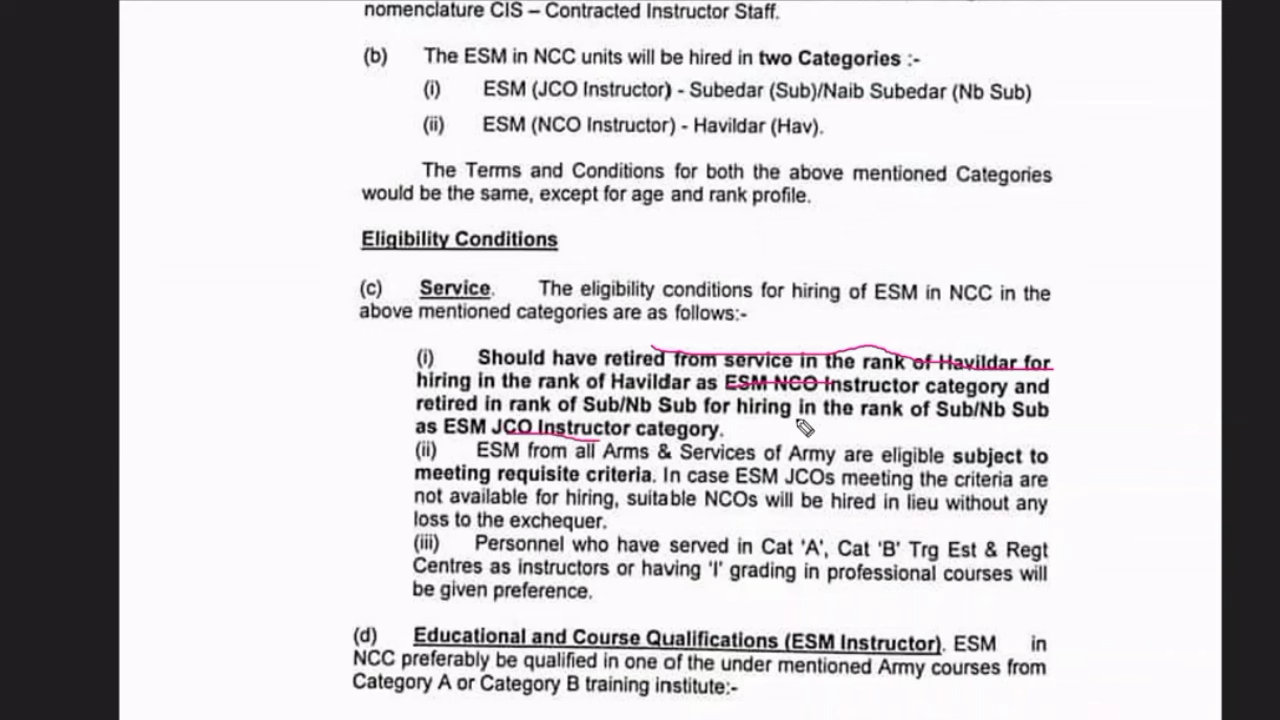 nomenclature CIS – Contracted Instructor Staff.
(b) The ESM in NCC units will be hired in two Categories :-
(i) ESM (JCO Instructor) - Subedar (Sub)/Naib Subedar (Nb Sub)
(ii) ESM (NCO Instructor) - Havildar (Hav).
The Terms and Conditions for both the above mentioned Categories
would be the same, except for age and rank profile.
Eligibility Conditions
(c) Service. The eligibility conditions for hiring of ESM in NCC in the
above mentioned categories are as follows:-
(i) Should have retired from service in the rank of Havildar for
hiring in the rank of Havildar as ESM NCO Instructor category and
retired in rank of Sub/Nb Sub for hiring in the rank of Sub/Nb Sub
as ESM JCO Instructor category.
(ii) ESM from all Arms & Services of Army are eligible subject to
meeting requisite criteria. In case ESM JCOs meeting the criteria are
not available for hiring, suitable NCOs will be hired in lieu without any
loss to the exchequer.
(iii) Personnel who have served in Cat 'A', Cat 'B' Trg Est & Regt
Centres as instructors or having 'I' grading in professional courses will
be given preference.
(d) Educational and Course Qualifications (ESM Instructor). ESM in
NCC preferably be qualified in one of the under mentioned Army courses from
Category A or Category B training institute:-